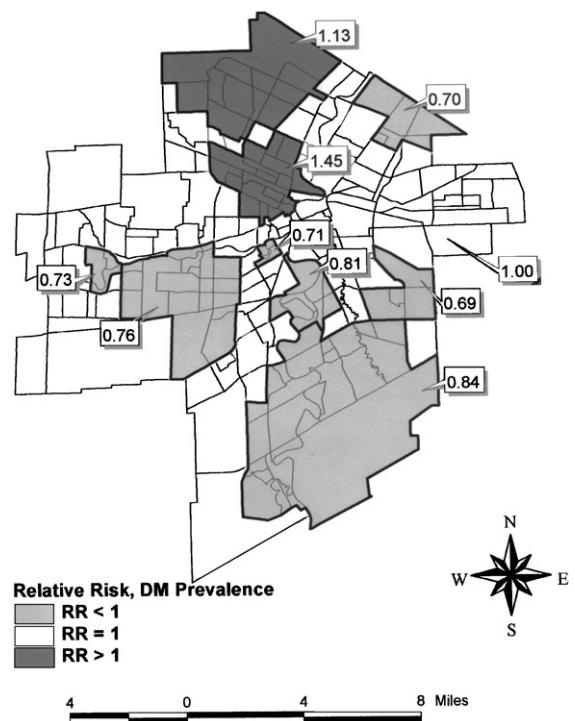 1.13
0.70
1.45
0.71
0.81
1.00
0.73
0.69
0.76
0.84
N
W E
S
Relative Risk, DM Prevalence
RR < 1
RR = 1
RR > 1
4 0 4 8 Miles